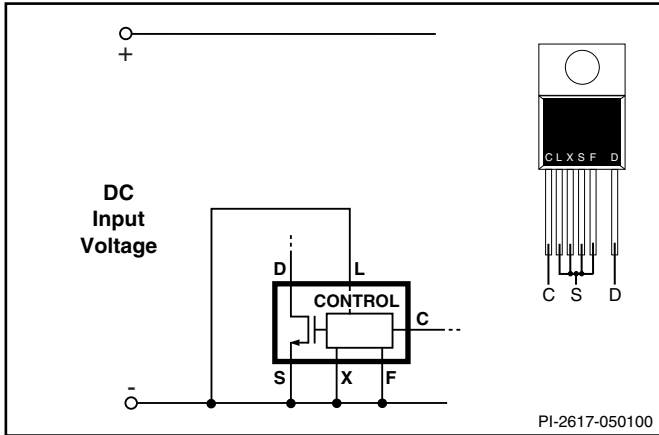 +
DC
Input
Voltage
D
L
CONTROL
C
S
X
F
-
C L X S F D
C S D
PI-2617-050100